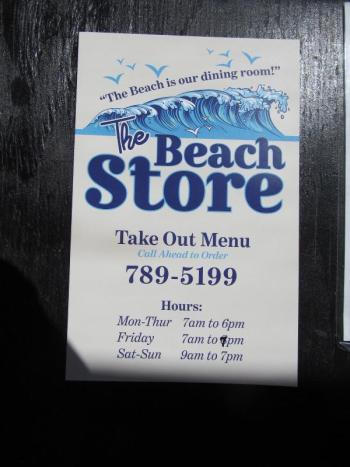 "The Beach is our dining room!"
The
Beach
Store
Take Out Menu
Call Ahead to Order
789-5199
Hours:
Mon-Thur 7am to 6pm
Friday 7am to 7pm
Sat-Sun 9am to 7pm